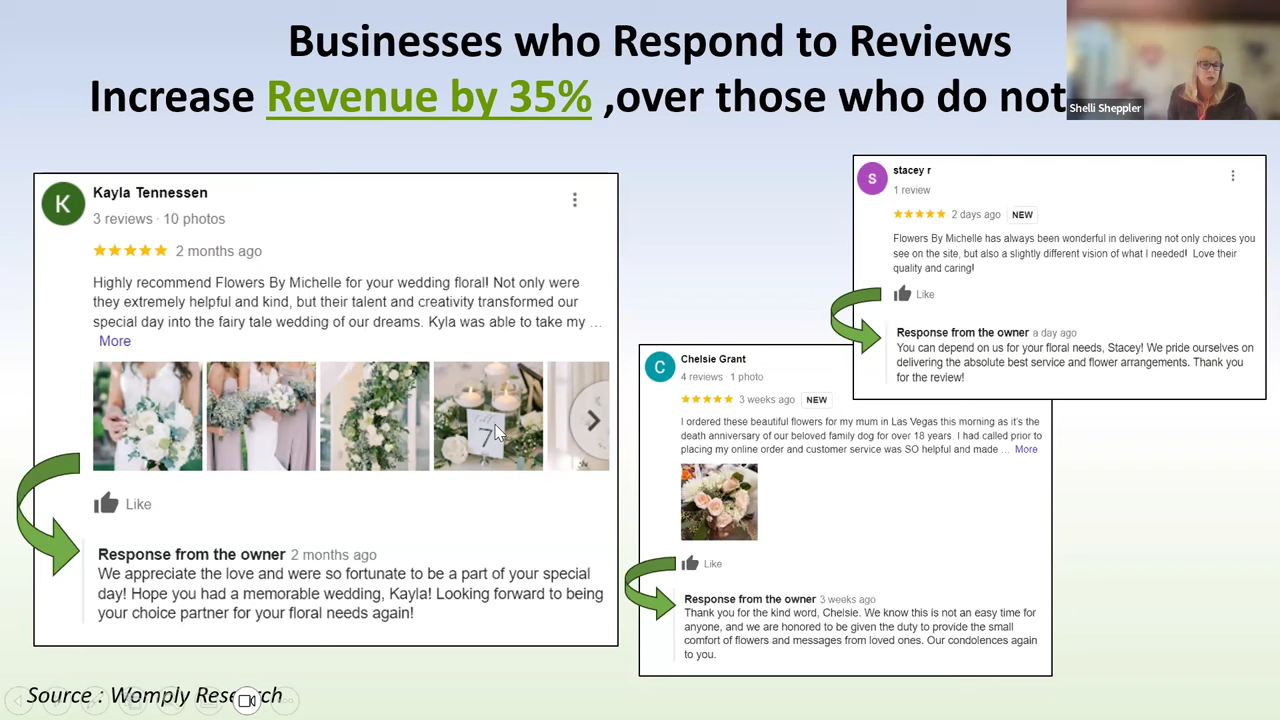 Businesses who Respond to Reviews
Increase Revenue by 35% ,over those who do not
Shelli Sheppler
K
Kayla Tennessen
3 reviews · 10 photos
2 months ago
Highly recommend Flowers By Michelle for your wedding floral! Not only were
they extremely helpful and kind, but their talent and creativity transformed our
special day into the fairy tale wedding of our dreams. Kyla was able to take my ...
More
7
Like
Response from the owner 2 months ago
We appreciate the love and were so fortunate to be a part of your special
day! Hope you had a memorable wedding, Kayla! Looking forward to being
your choice partner for your floral needs again!
C
Chelsie Grant
4 reviews · 1 photo
3 weeks ago NEW
I ordered these beautiful flowers for my mum in Las Vegas this morning as it's the
death anniversary of our beloved family dog for over 18 years. I had called prior to
placing my online order and customer service was SO helpful and made ... More
Like
Response from the owner 3 weeks ago
Thank you for the kind word, Chelsie. We know this is not an easy time for
anyone, and we are honored to be given the duty to provide the small
comfort of flowers and messages from loved ones. Our condolences again
to you.
S
stacey r
1 review
2 days ago NEW
Flowers By Michelle has always been wonderful in delivering not only choices you
see on the site, but also a slightly different vision of what I needed! Love their
quality and caring!
Like
Response from the owner a day ago
You can depend on us for your floral needs, Stacey! We pride ourselves on
delivering the absolute best service and flower arrangements. Thank you
for the review!
Source : Womply Research